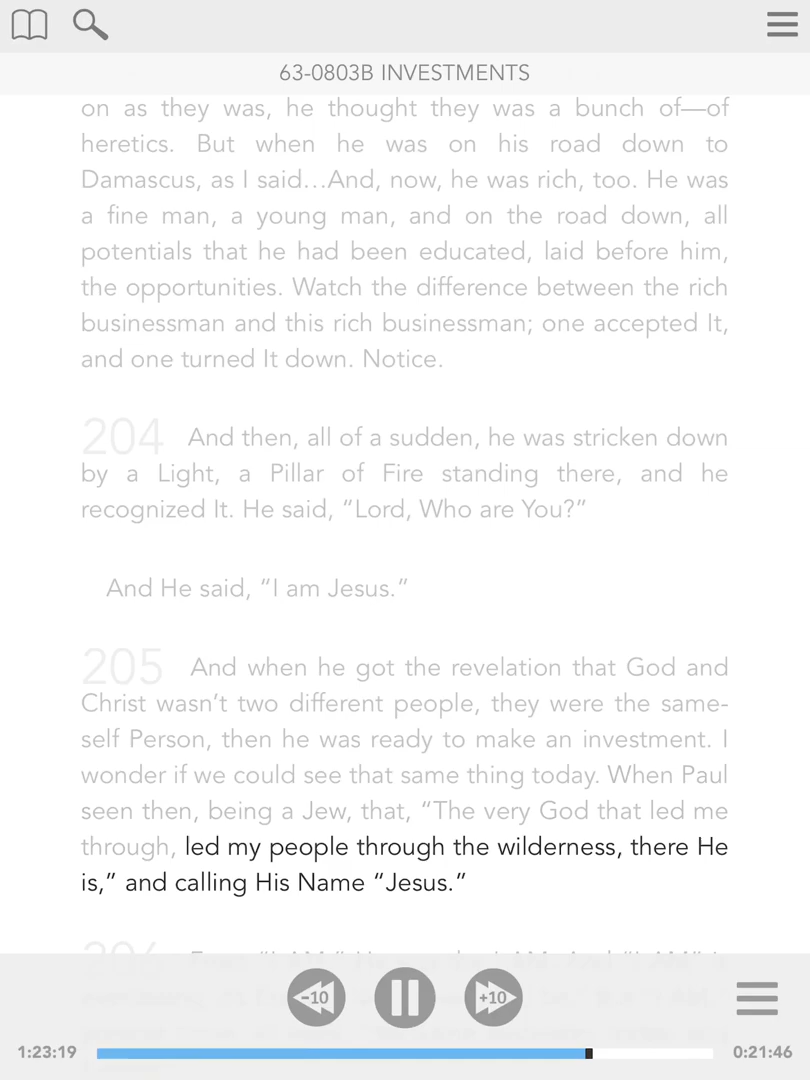 63-0803B INVESTMENTS
on as they was, he thought they was a bunch of—of
heretics. But when he was on his road down to
Damascus, as I said…And, now, he was rich, too. He was
a fine man, a young man, and on the road down, all
potentials that he had been educated, laid before him,
the opportunities. Watch the difference between the rich
businessman and this rich businessman; one accepted It,
and one turned It down. Notice.
204 And then, all of a sudden, he was stricken down
by a Light, a Pillar of Fire standing there, and he
recognized It. He said, “Lord, Who are You?”
And He said, “I am Jesus.”
205 And when he got the revelation that God and
Christ wasn’t two different people, they were the same-
self Person, then he was ready to make an investment. I
wonder if we could see that same thing today. When Paul
seen then, being a Jew, that, “The very God that led me
through, led my people through the wilderness, there He
is,” and calling His Name “Jesus.”
206
-10 +10
1:23:19 0:21:46